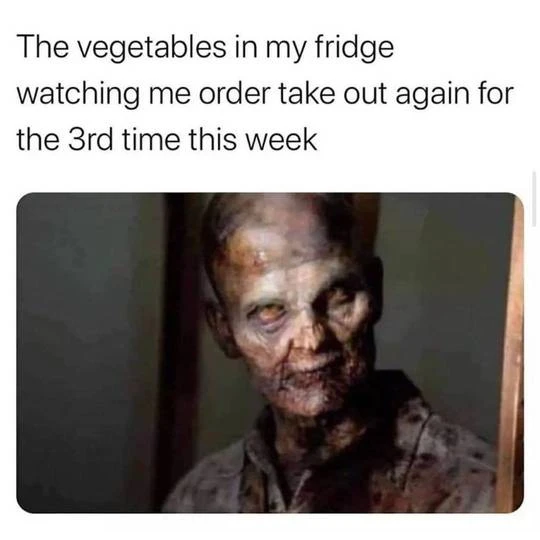 The vegetables in my fridge
watching me order take out again for
the 3rd time this week